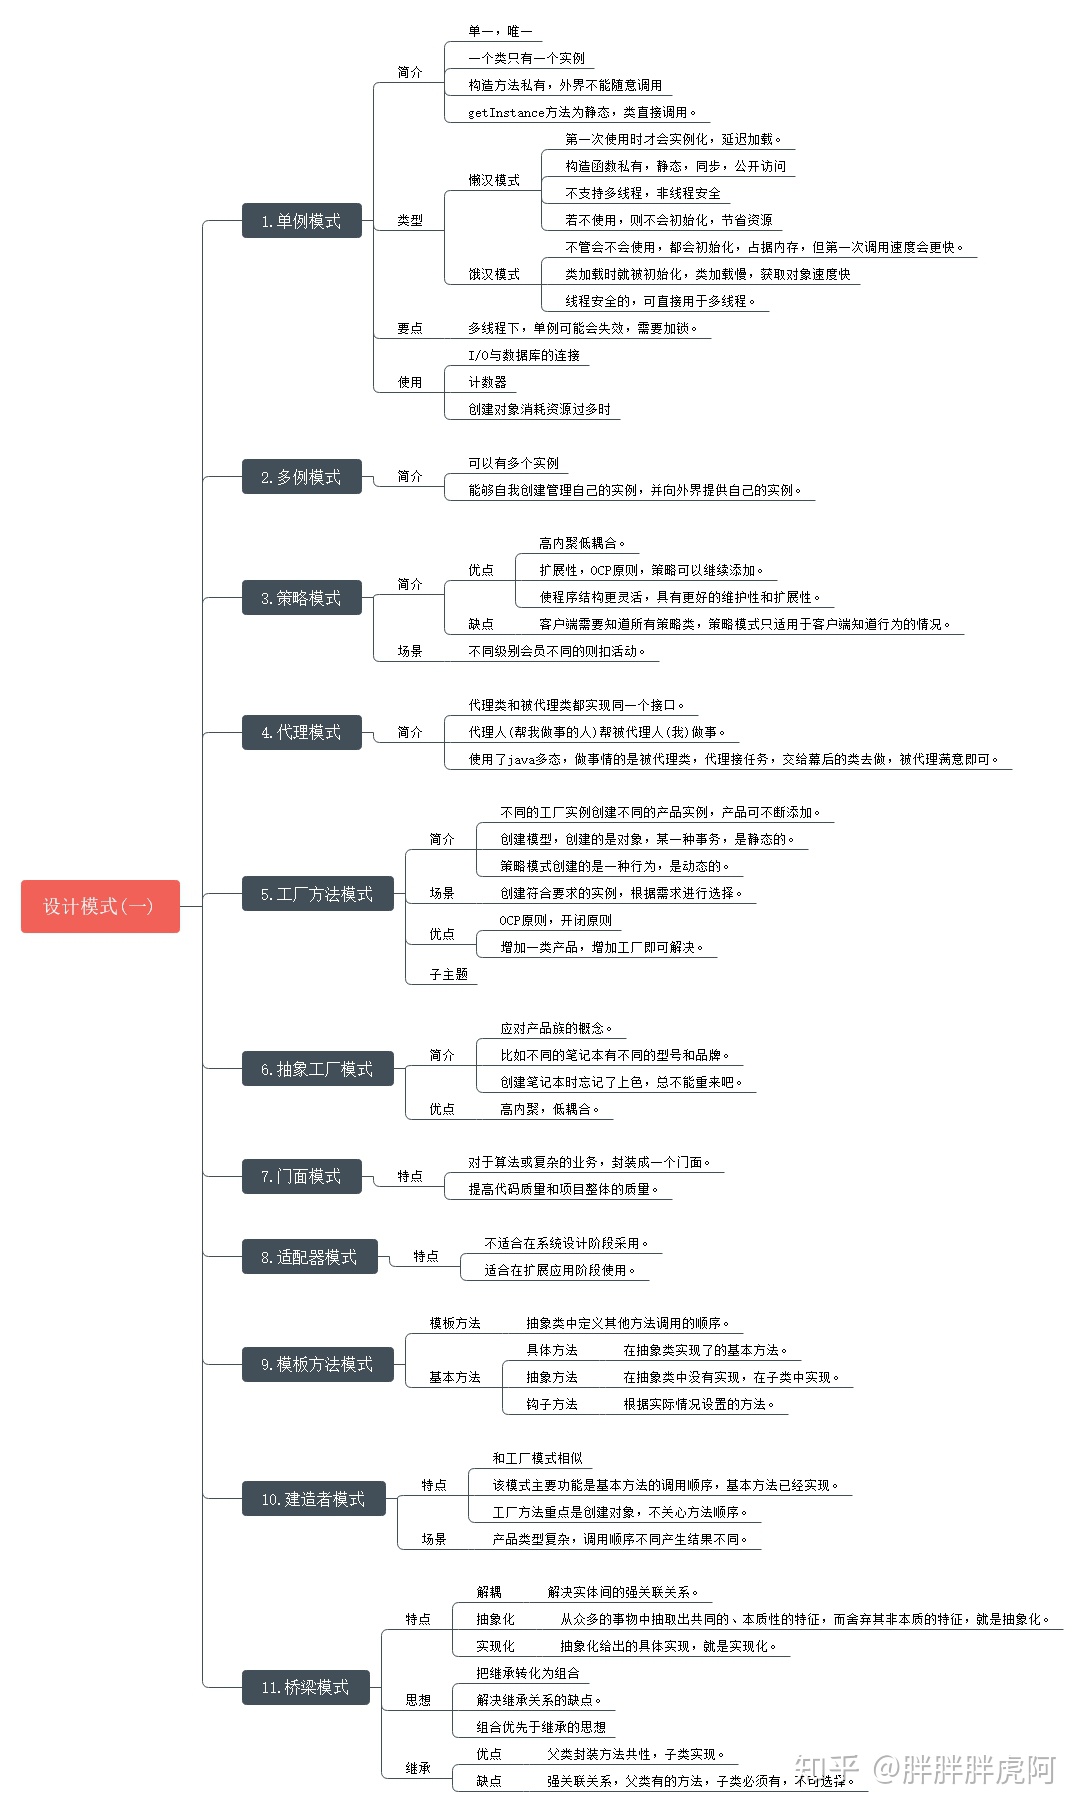 设计模式(一)
1.单例模式
简介
单一，唯一
一个类只有一个实例
构造方法私有，外界不能随意调用
getInstance方法为静态，类直接调用。
类型
懒汉模式
第一次使用时才会实例化，延迟加载。
构造函数私有，静态，同步，公开访问
不支持多线程，非线程安全
若不使用，则不会初始化，节省资源
饿汉模式
不管会不会使用，都会初始化，占据内存，但第一次调用速度会更快。
类加载时就被初始化，类加载慢，获取对象速度快
线程安全的，可直接用于多线程。
要点
多线程下，单例可能会失效，需要加锁。
使用
I/O与数据库的连接
计数器
创建对象消耗资源过多时
2.多例模式
简介
可以有多个实例
能够自我创建管理自己的实例，并向外界提供自己的实例。
3.策略模式
简介
优点
高内聚低耦合。
扩展性，OCP原则，策略可以继续添加。
使程序结构更灵活，具有更好的维护性和扩展性。
缺点
客户端需要知道所有策略类，策略模式只适用于客户端知道行为的情况。
场景
不同级别会员不同的则扣活动。
4.代理模式
简介
代理类和被代理类都实现同一个接口。
代理人(帮我做事的人)帮被代理人(我)做事。
使用了java多态，做事情的是被代理类，代理接任务，交给幕后的类去做，被代理满意即可。
5.工厂方法模式
简介
不同的工厂实例创建不同的产品实例，产品可不断添加。
创建模型，创建的是对象，某一种事务，是静态的。
策略模式创建的是一种行为，是动态的。
场景
创建符合要求的实例，根据需求进行选择。
优点
OCP原则，开闭原则
增加一类产品，增加工厂即可解决。
子主题
6.抽象工厂模式
简介
应对产品族的概念。
比如不同的笔记本有不同的型号和品牌。
创建笔记本时忘记了上色，总不能重来吧。
优点
高内聚，低耦合。
7.门面模式
特点
对于算法或复杂的业务，封装成一个门面。
提高代码质量和项目整体的质量。
8.适配器模式
特点
不适合在系统设计阶段采用。
适合在扩展应用阶段使用。
9.模板方法模式
模板方法
抽象类中定义其他方法调用的顺序。
基本方法
具体方法
在抽象类实现了的基本方法。
抽象方法
在抽象类中没有实现，在子类中实现。
钩子方法
根据实际情况设置的方法。
10.建造者模式
特点
和工厂模式相似
该模式主要功能是基本方法的调用顺序，基本方法已经实现。
工厂方法重点是创建对象，不关心方法顺序。
场景
产品类型复杂，调用顺序不同产生结果不同。
11.桥梁模式
特点
解耦
解决实体间的强关联关系。
抽象化
从众多的事物中抽取出共同的、本质性的特征，而舍弃其非本质的特征，就是抽象化。
实现化
抽象化给出的具体实现，就是实现化。
思想
把继承转化为组合
解决继承关系的缺点。
组合优先于继承的思想
继承
优点
父类封装方法共性，子类实现。
缺点
强关联关系，父类有的方法，子类必须有，不可选择。
知乎 @胖胖胖虎阿